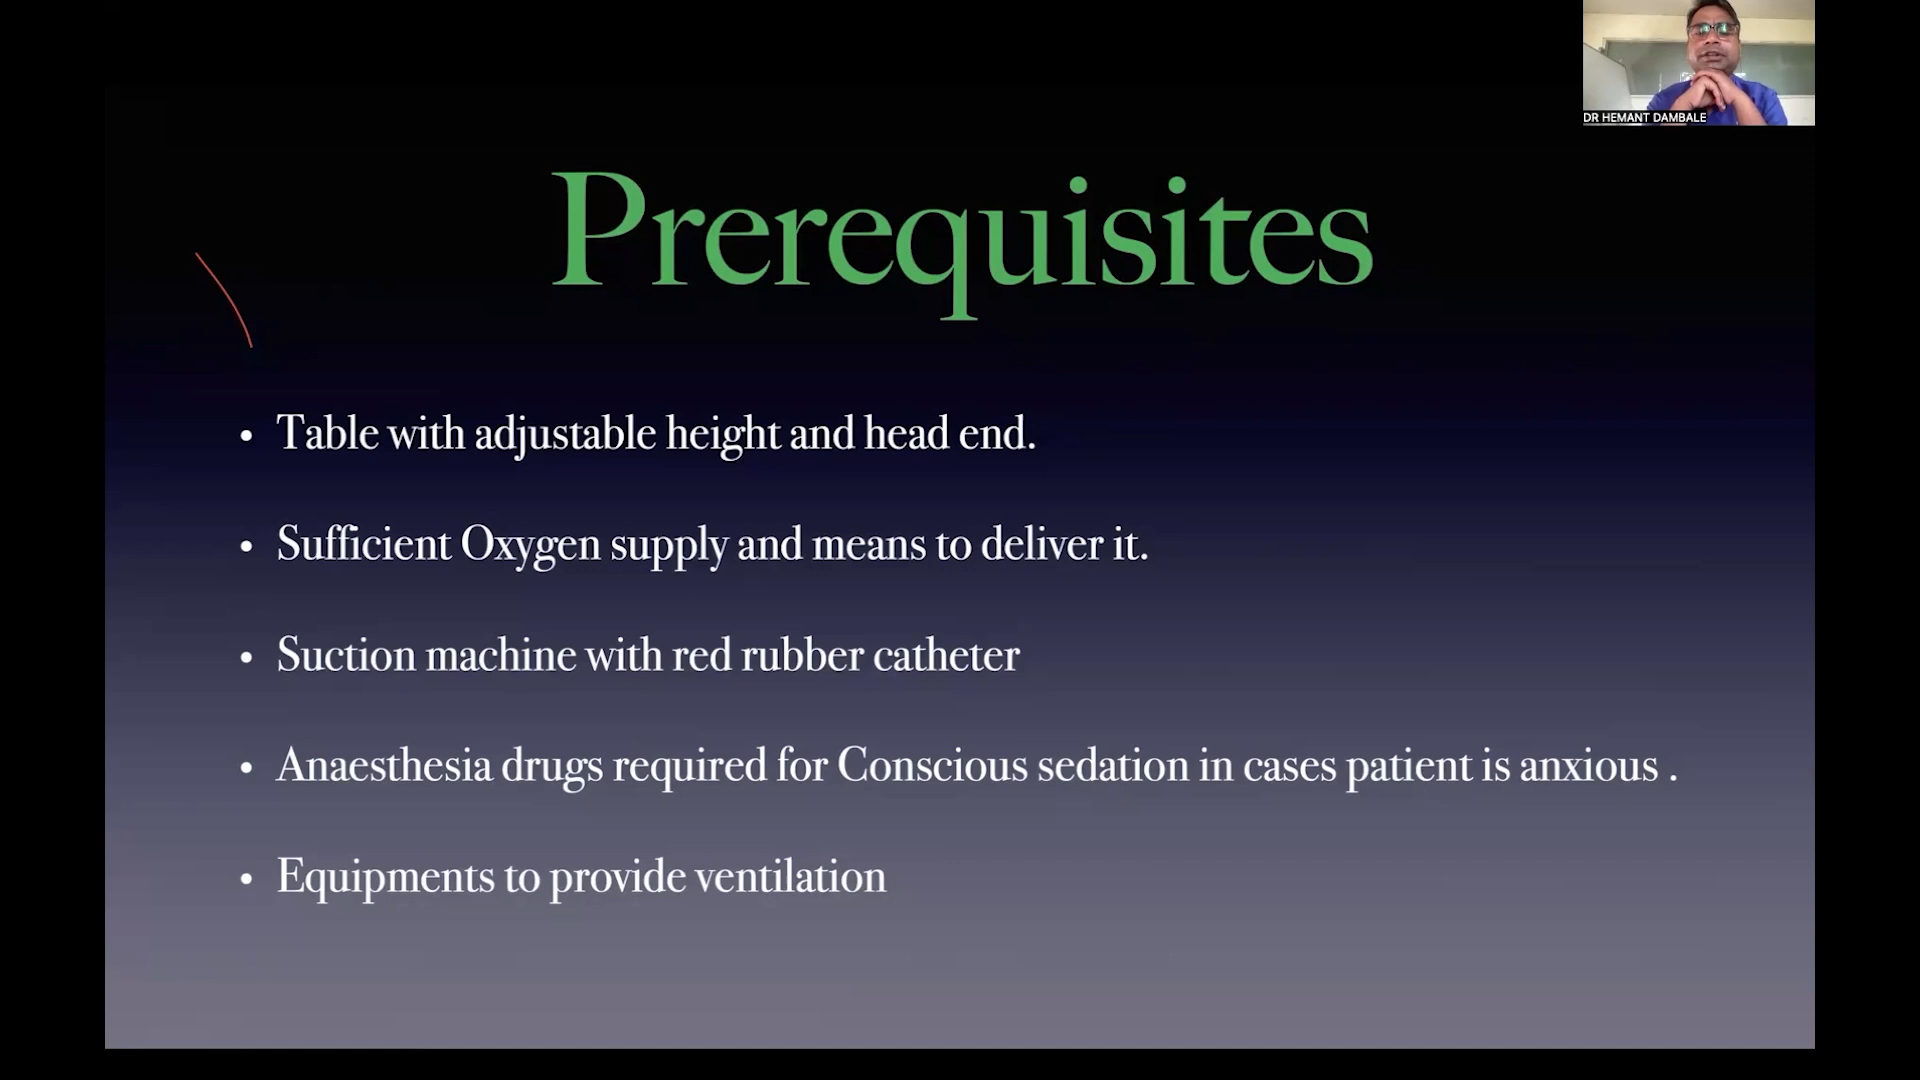 DR HEMANT DAMBALE
Prerequisites
• Table with adjustable height and head end.
• Sufficient Oxygen supply and means to deliver it.
• Suction machine with red rubber catheter
• Anaesthesia drugs required for Conscious sedation in cases patient is anxious .
• Equipments to provide ventilation